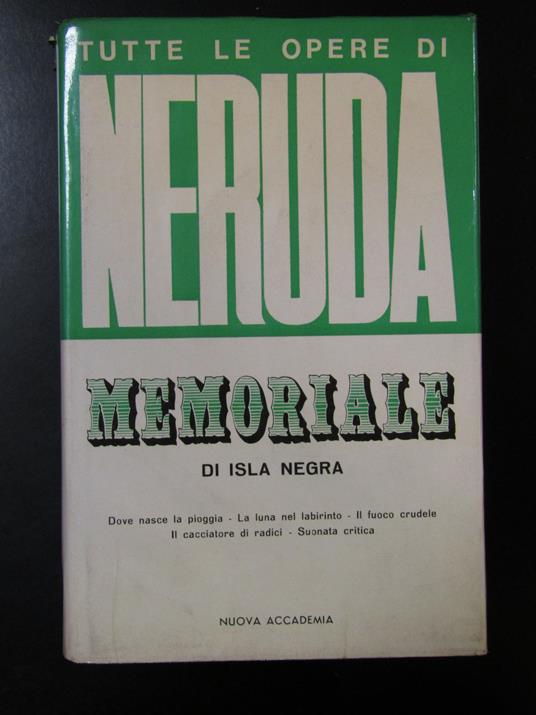 TUTTE LE OPERE DI
NERUDA
MEMORIALE
DI ISLA NEGRA
Dove nasce la pioggia - La luna nel labirinto - Il fuoco crudele
Il cacciatore di radici - Suonata critica
NUOVA ACCADEMIA